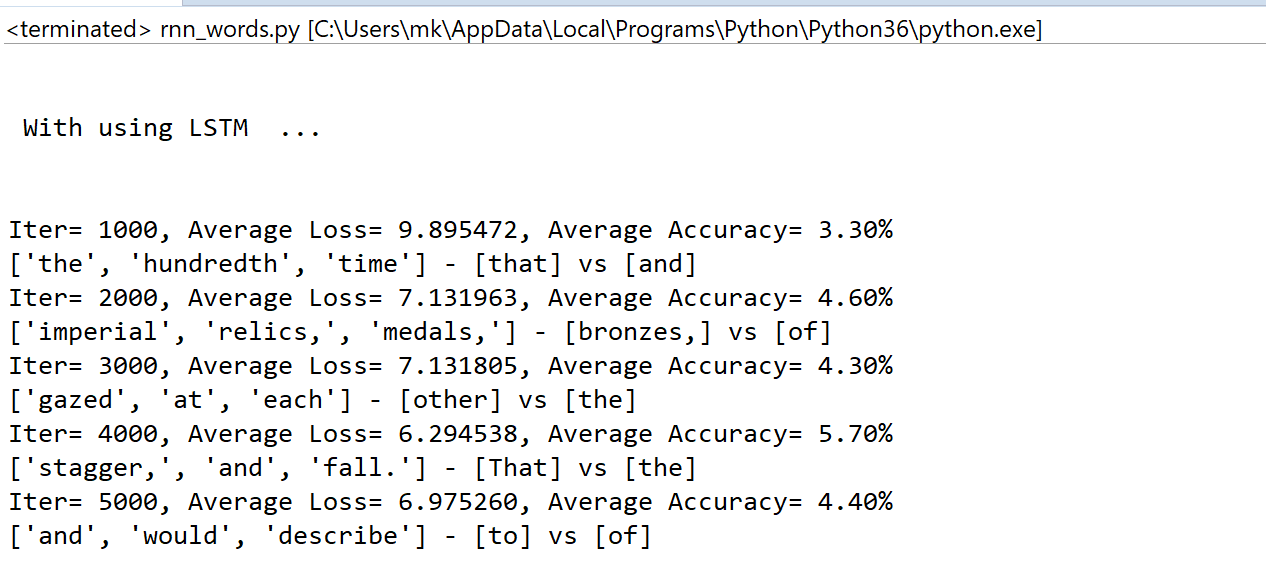 <terminated> rnn_words.py [C:\Users\mk\AppData\Local\Programs\Python\Python36\python.exe]
With using LSTM  ...
Iter= 1000, Average Loss= 9.895472, Average Accuracy= 3.30%
['the', 'hundredth', 'time'] - [that] vs [and]
Iter= 2000, Average Loss= 7.131963, Average Accuracy= 4.60%
['imperial', 'relics,', 'medals,'] - [bronzes,] vs [of]
Iter= 3000, Average Loss= 7.131805, Average Accuracy= 4.30%
['gazed', 'at', 'each'] - [other] vs [the]
Iter= 4000, Average Loss= 6.294538, Average Accuracy= 5.70%
['stagger,', 'and', 'fall.'] - [That] vs [the]
Iter= 5000, Average Loss= 6.975260, Average Accuracy= 4.40%
['and', 'would', 'describe'] - [to] vs [of]